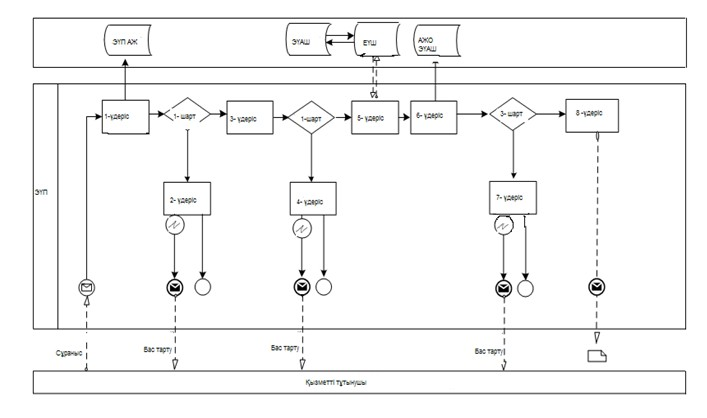 ЭҮП АЖ
ЭҮАШ
ЕҮШ
АЖО
ЭҮАШ
ЭҮП
1-үдеріс
1- шарт
3- үдеріс
1-шарт
5- үдеріс
6- үдеріс
3- шарт
8 -үдеріс
2- үдеріс
4- үдеріс
7- үдеріс
Сұраныс
Бас тарту
Бас тарту
Бас тарту
Қызметті тұтынушы